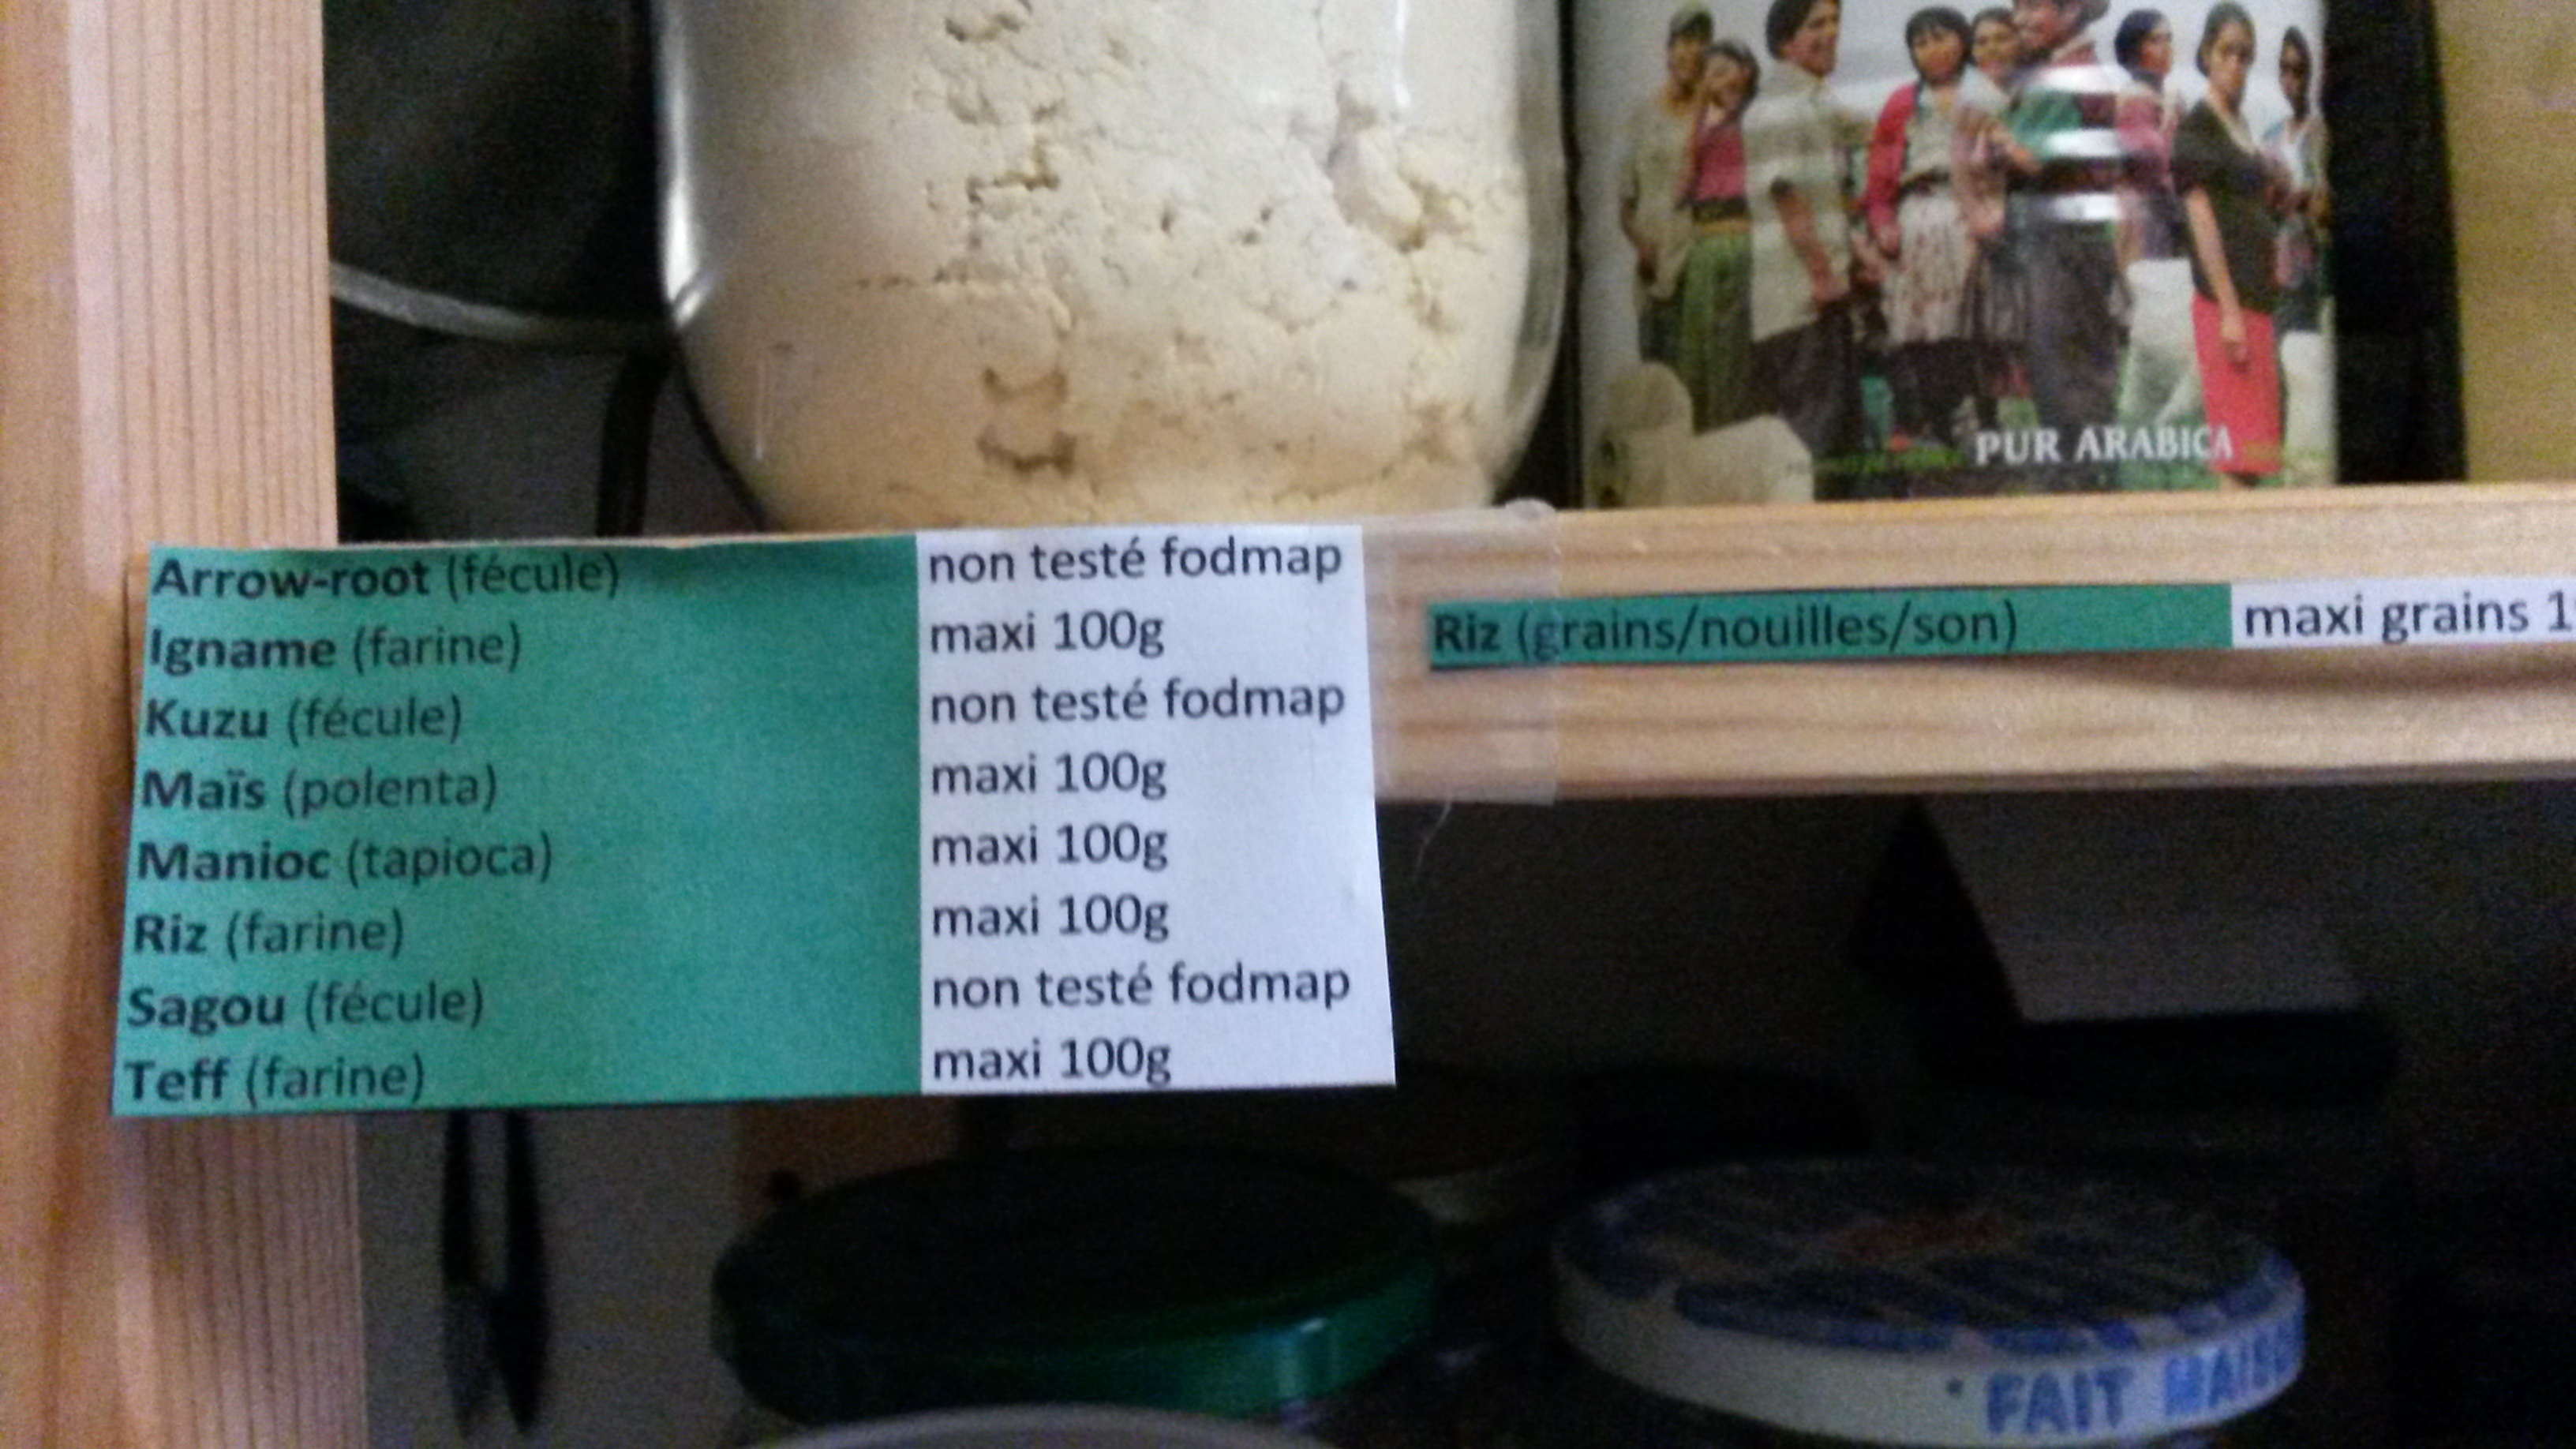 PUR ARABICA
Arrow-root (fécule) non testé fodmap
Igname (farine) maxi 100g
Kuzu (fécule) non testé fodmap
Maïs (polenta) maxi 100g
Manioc (tapioca) maxi 100g
Riz (farine) maxi 100g
Sagou (fécule) non testé fodmap
Teff (farine) maxi 100g
Riz (grains/nouilles/son) maxi grains 1
FAIT MAISO